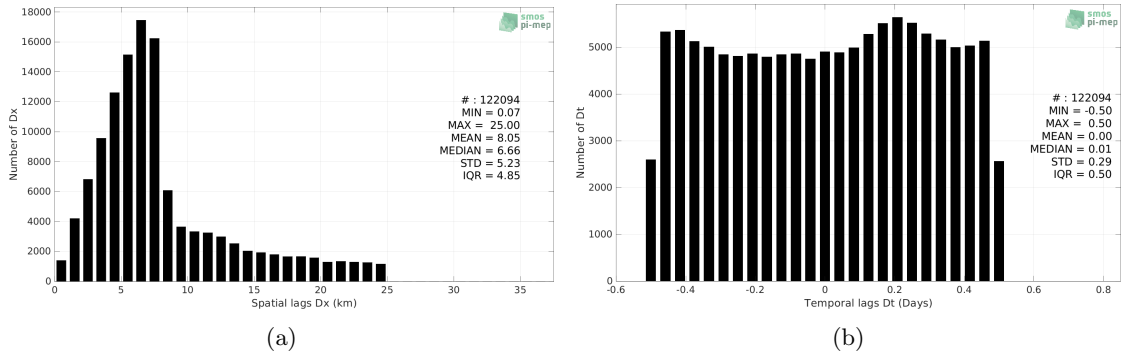 18000
16000
14000
12000
10000
8000
6000
4000
2000
0
Number of Dx
smos
pi-mep
# : 122094
MIN = 0.07
MAX = 25.00
MEAN = 8.05
MEDIAN = 6.66
STD = 5.23
IQR = 4.85
0 5 10 15 20 25 30 35
Spatial lags Dx (km)
(a)
5000
4000
3000
2000
1000
0
Number of Dt
smos
pi-mep
# : 122094
MIN = -0.50
MAX = 0.50
MEAN = 0.00
MEDIAN = 0.01
STD = 0.29
IQR = 0.50
-0.6 -0.4 -0.2 0 0.2 0.4 0.6 0.8
Temporal lags Dt (Days)
(b)